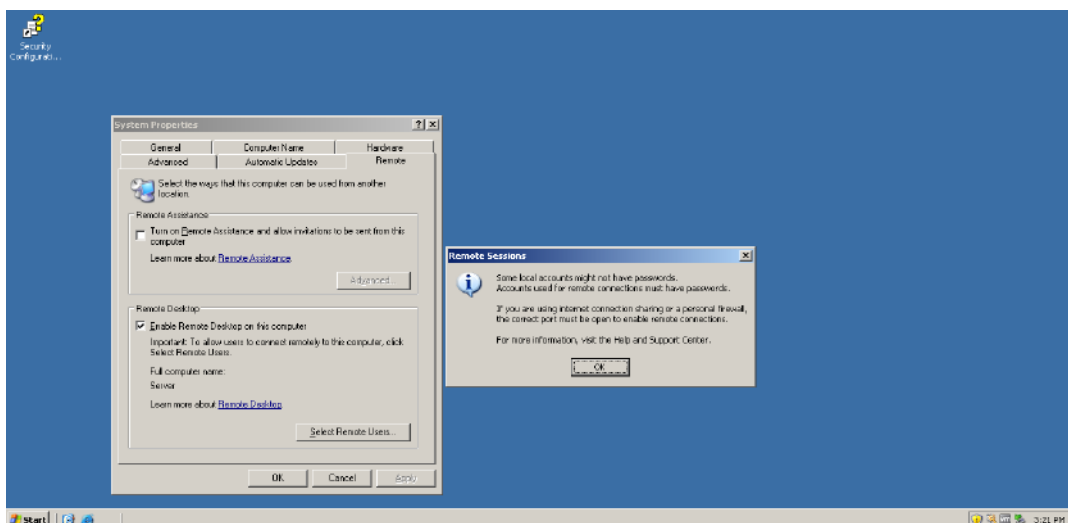 Security
Configurati...
System Properties
General
Computer Name
Hardware
Advanced
Automatic Updates
Remote
Select the ways that this computer can be used from another
location.
Remote Assistance
Turn on Remote Assistance and allow invitations to be sent from this
computer
Learn more about Remote Assistance.
Advanced...
Remote Desktop
Enable Remote Desktop on this computer
Important: To allow users to connect remotely to this computer, click
Select Remote Users.
Full computer name:
Server
Learn more about Remote Desktop.
Select Remote Users...
OK
Cancel
Apply
Remote Sessions
Some local accounts might not have passwords.
Accounts used for remote connections must have passwords.
If you are using internet connection sharing or a personal firewall,
the correct port must be open to enable remote connections.
For more information, visit the Help and Support Center.
OK
Start
3:21 PM